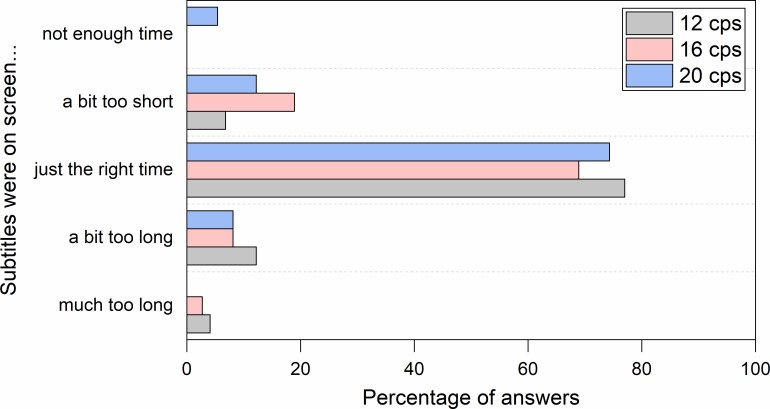 Subtitles were on screen...
not enough time
a bit too short
just the right time
a bit too long
much too long
12 cps
16 cps
20 cps
0 20 40 60 80 100
Percentage of answers